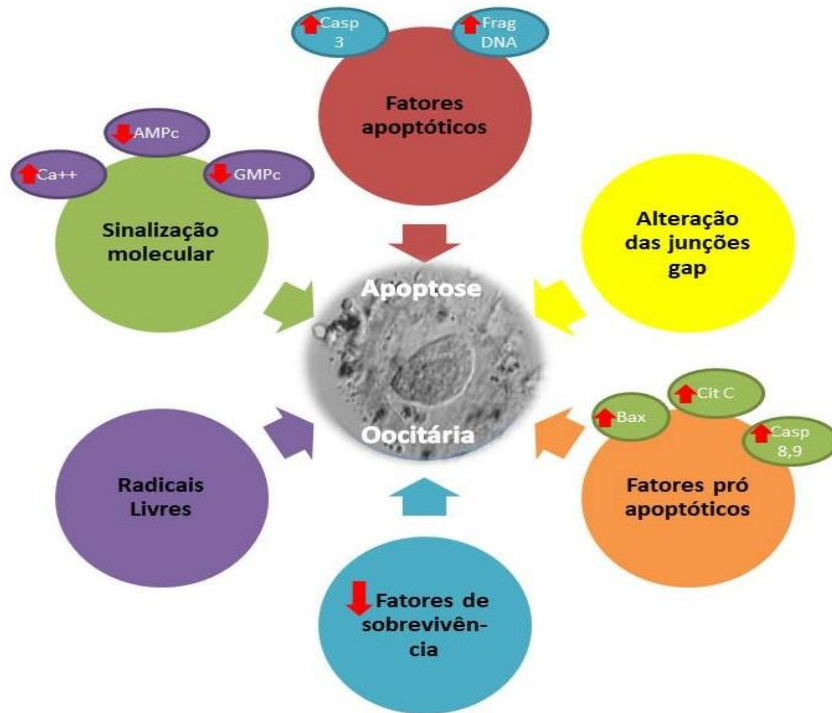 Casp
3
Frag
DNA
Fatores
apoptóticos
AMPc
Ca++
GMPc
Sinalização
molecular
Alteração
das junções
gap
Apoptose
Oocitária
Bax
Cit C
Casp
8,9
Fatores pró
apoptóticos
Radicais
Livres
Fatores de
sobrevivên-
cia